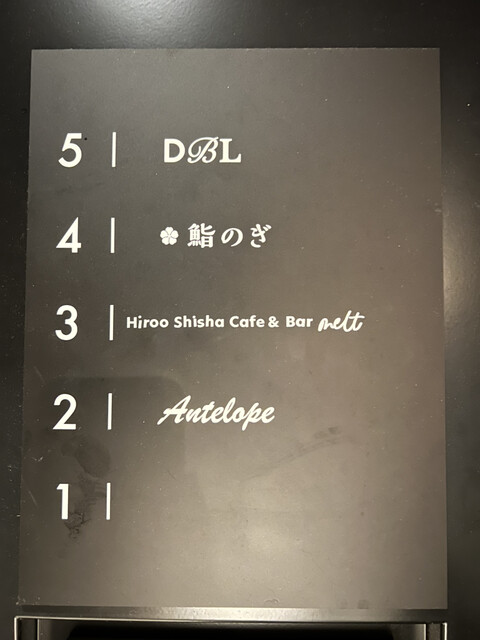 5 | DBL
4 | 鮨のぎ
3 | Hiroo Shisha Cafe & Bar melt
2 | Antelope
1 |